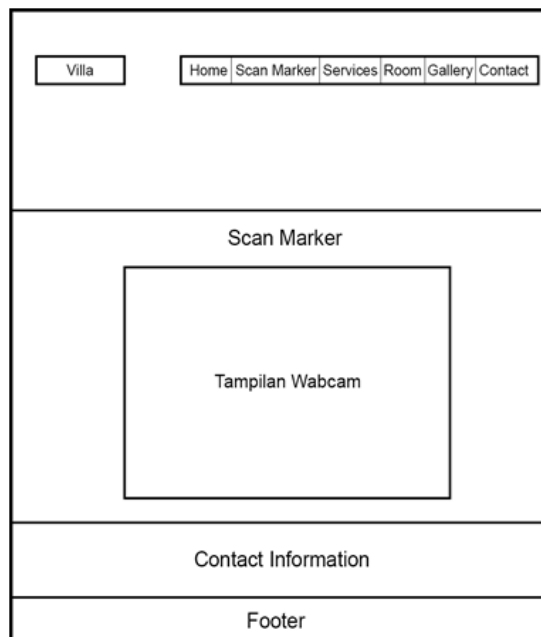 Villa
Home Scan Marker Services Room Gallery Contact
Scan Marker
Tampilan Wabcam
Contact Information
Footer